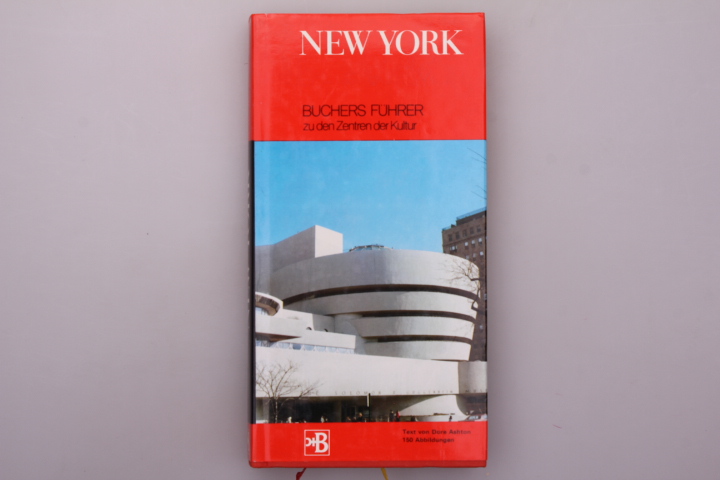 NEW YORK
BUCHERS FÜHRER
zu den Zentren der Kultur
Text von Dore Ashton
150 Abbildungen
B